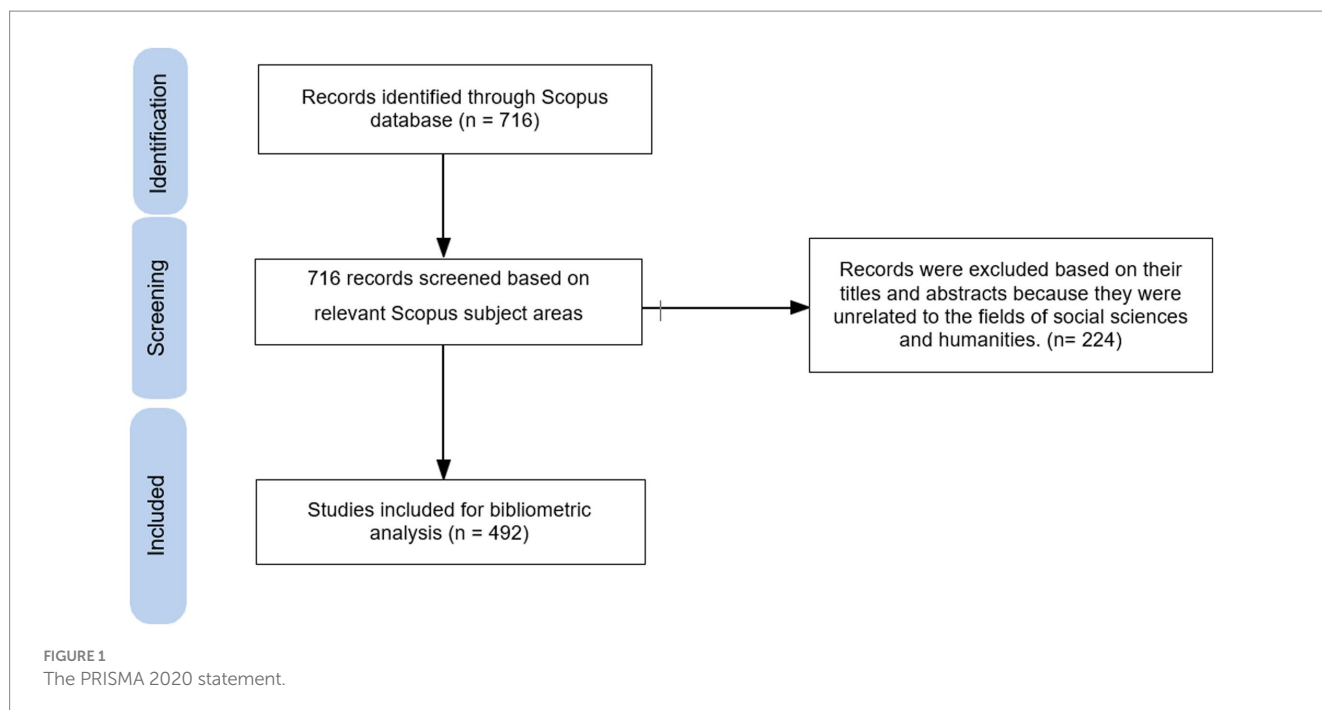 Identification
Records identified through Scopus
database (n = 716)
Screening
716 records screened based on
relevant Scopus subject areas
Records were excluded based on their
titles and abstracts because they were
unrelated to the fields of social sciences
and humanities. (n= 224)
Included
Studies included for bibliometric
analysis (n = 492)
FIGURE 1
The PRISMA 2020 statement.